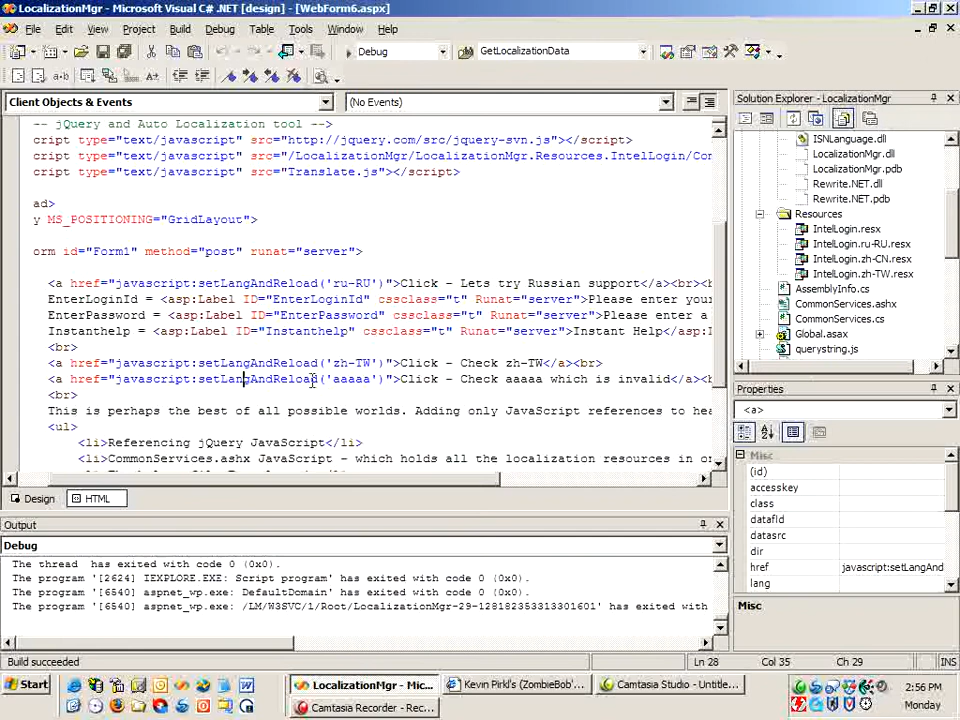 LocalizationMgr - Microsoft Visual C# .NET [design] - [WebForm6.aspx]
File Edit View Project Build Debug Table Tools Window Help
Debug GetLocalizationData
Client Objects & Events (No Events)
-- jQuery and Auto Localization tool -->
cript type="text/javascript" src="http://jquery.com/src/jquery-svn.js"></script>
cript type="text/javascript" src="/LocalizationMgr/LocalizationMgr.Resources.IntelLogin/Com
cript type="text/javascript" src="Translate.js"></script>
ad>
y MS_POSITIONING="GridLayout">
orm id="Form1" method="post" runat="server">
<a href="javascript:setLangAndReload('ru-RU')">Click - Lets try Russian support</a><br><b
EnterLoginId = <asp:Label ID="EnterLoginId" cssclass="t" Runat="server">Please enter your
EnterPassword = <asp:Label ID="EnterPassword" cssclass="t" Runat="server">Please enter a
Instanthelp = <asp:Label ID="Instanthelp" cssclass="t" Runat="server">Instant Help</asp:L
<br>
<a href="javascript:setLangAndReload('zh-TW')">Click - Check zh-TW</a><br>
<a href="javascript:setLangAndReload('aaaaa')">Click - Check aaaaa which is invalid</a><b
<br>
This is perhaps the best of all possible worlds. Adding only JavaScript references to hea
<ul>
<li>Referencing jQuery JavaScript</li>
<li>CommonServices.ashx JavaScript - which holds all the localization resources in on
Design HTML
Output
Debug
The thread has exited with code 0 (0x0).
The program '[2624] IEXPLORE.EXE: Script program' has exited with code 0 (0x0).
The program '[6540] aspnet_wp.exe: DefaultDomain' has exited with code 0 (0x0).
The program '[6540] aspnet_wp.exe: /LM/W3SVC/1/Root/LocalizationMgr-29-128182353313301601' has exited with
Solution Explorer - LocalizationMgr
ISNLanguage.dll
LocalizationMgr.dll
LocalizationMgr.pdb
Rewrite.NET.dll
Rewrite.NET.pdb
Resources
IntelLogin.resx
IntelLogin.ru-RU.resx
IntelLogin.zh-CN.resx
IntelLogin.zh-TW.resx
AssemblyInfo.cs
CommonServices.ashx
CommonServices.cs
Global.asax
querystring.js
Properties
<a>
Misc
(id)
accesskey
class
datafld
datasrc
dir
href javascript:setLangAnd
lang
Misc
Build succeeded Ln 28 Col 35 Ch 29 INS
Start LocalizationMgr - Mic... Kevin Pirkl's (ZombieBob'... Camtasia Studio - Untitle... 2:56 PM
Camtasia Recorder - Rec... Monday